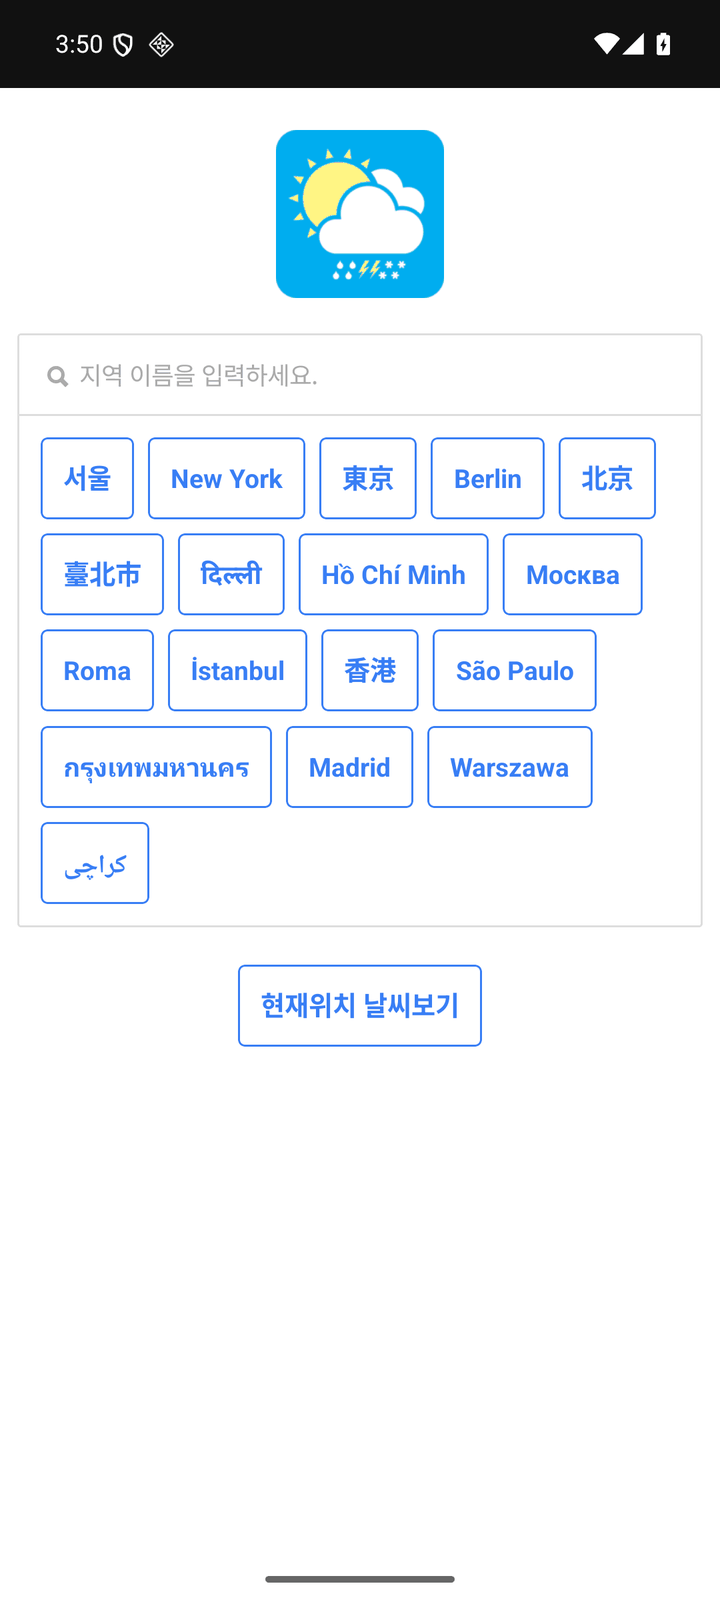 3:50
지역 이름을 입력하세요.
서울 New York 東京 Berlin 北京
臺北市 दिल्ली Hồ Chí Minh Москва
Roma İstanbul 香港 São Paulo
กรุงเทพมหานคร Madrid Warszawa
کراچی
현재위치 날씨보기